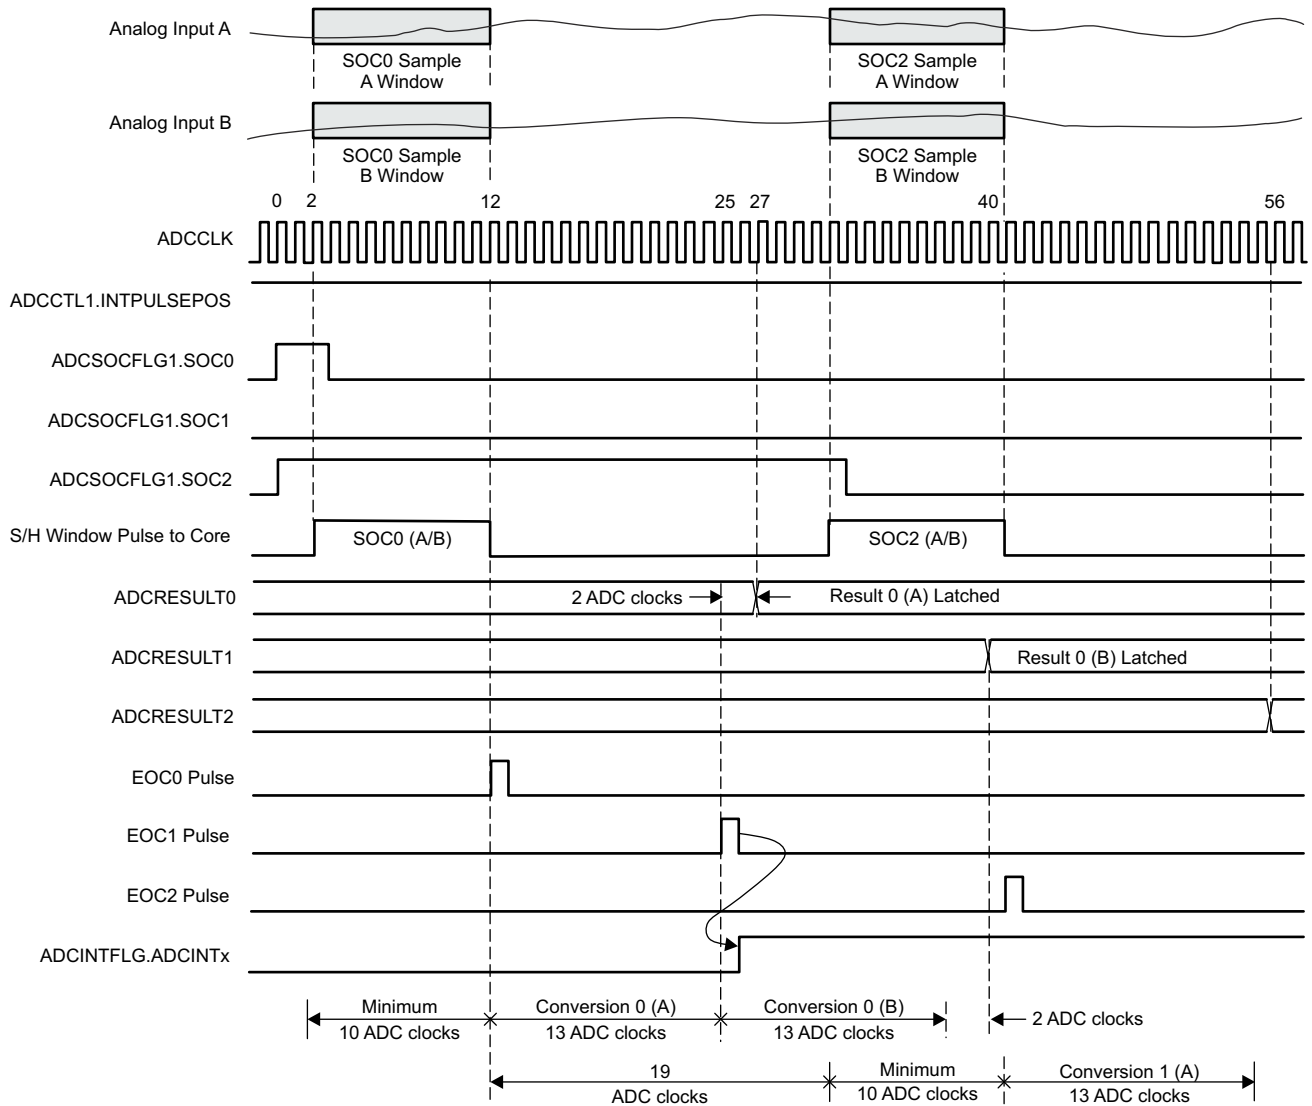 Analog Input A
SOC0 Sample
A Window
SOC2 Sample
A Window
Analog Input B
SOC0 Sample
B Window
SOC2 Sample
B Window
0 2 12 25 27 40 56
ADCCLK
ADCCTL1.INTPULSEPOS
ADCSOCFLG1.SOC0
ADCSOCFLG1.SOC1
ADCSOCFLG1.SOC2
S/H Window Pulse to Core
SOC0 (A/B)
SOC2 (A/B)
ADCRESULT0
2 ADC clocks
Result 0 (A) Latched
ADCRESULT1
Result 0 (B) Latched
ADCRESULT2
EOC0 Pulse
EOC1 Pulse
EOC2 Pulse
ADCINTFLG.ADCINTx
Minimum
10 ADC clocks
Conversion 0 (A)
13 ADC clocks
Conversion 0 (B)
13 ADC clocks
2 ADC clocks
19
ADC clocks
Minimum
10 ADC clocks
Conversion 1 (A)
13 ADC clocks